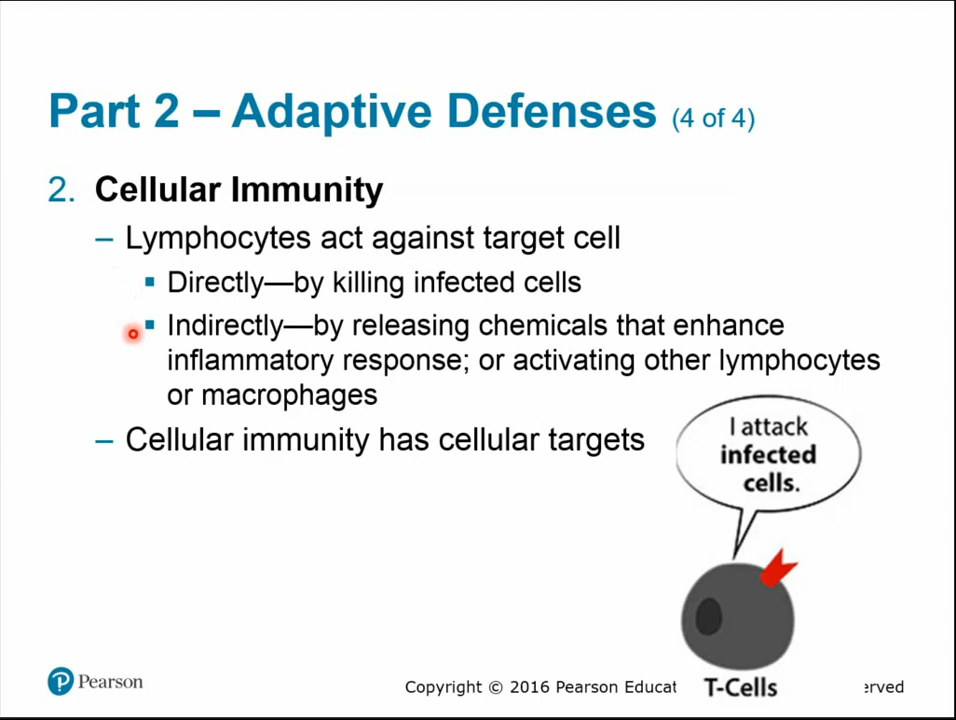 Part 2 – Adaptive Defenses (4 of 4)
2. Cellular Immunity
– Lymphocytes act against target cell
▪ Directly—by killing infected cells
▪ Indirectly—by releasing chemicals that enhance
inflammatory response; or activating other lymphocytes
or macrophages
– Cellular immunity has cellular targets
I attack
infected
cells.
T-Cells
Pearson
Copyright © 2016 Pearson Educat erved